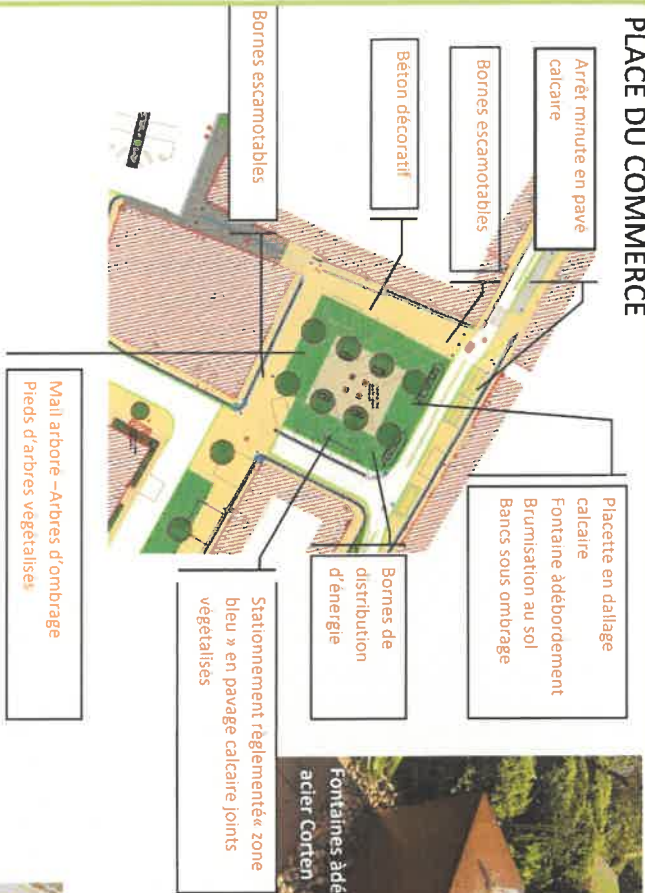 PLACE DU COMMERCE
Arrêt minute en pavé
calcaire
Bornes escamotables
Béton décoratif
Bornes escamotables
Placette en dallage
calcaire
Fontaine àdébordement
Brumisation au sol
Bancs sous ombrage
Bornes de
distribution
d'énergie
Stationnement règlementé« zone
bleu » en pavage calcaire joints
végétalisés
Mail arboré –Arbres d'ombrage
Pieds d'arbres végétalisés
Fontaines àdé
acier Corten